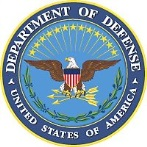 DEPARTMENT OF DEFENSE
UNITED STATES OF AMERICA